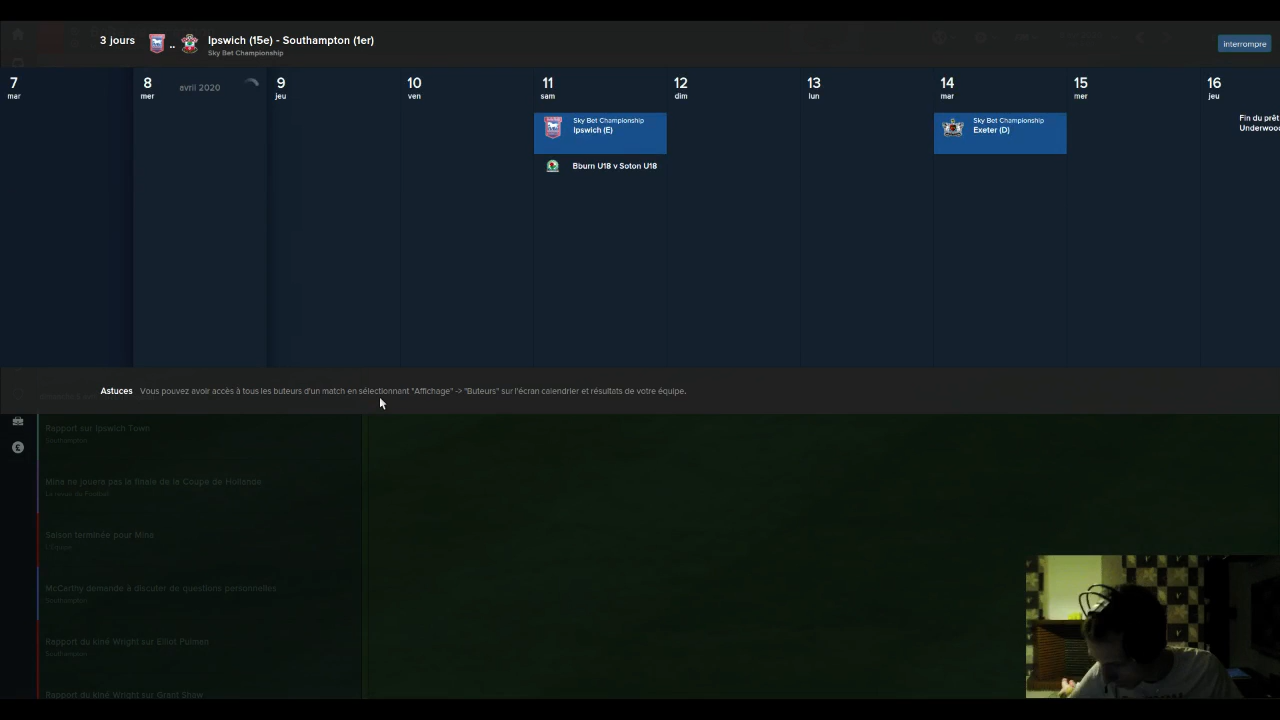 3 jours
Ipswich (15e) - Southampton (1er)
Sky Bet Championship
interrompre
7
mar
8
mer
avril 2020
9
jeu
10
ven
11
sam
12
dim
13
lun
14
mar
15
mer
16
jeu
Sky Bet Championship
Ipswich (E)
Bburn U18 v Soton U18
Sky Bet Championship
Exeter (D)
Fin du prêt
Underwoo
Astuces Vous pouvez avoir accès à tous les buteurs d'un match en sélectionnant "Affichage" -> "Buteurs" sur l'écran calendrier et résultats de votre équipe.
Rapport sur Ipswich Town
Southampton
Mina ne jouera pas la finale de la Coupe de Hollande
La revue du Football
Saison terminée pour Mina
McCarthy demande à discuter de questions personnelles
Southampton
Rapport du kiné Wright sur Elliot Pulman
Southampton
Rapport du kiné Wright sur Grant Show